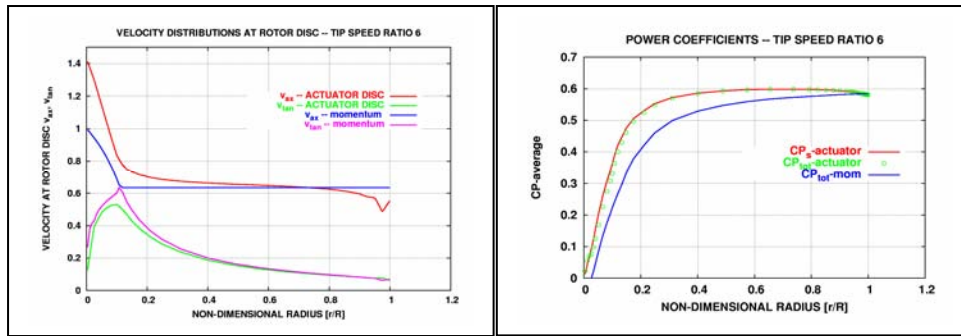 VELOCITY DISTRIBUTIONS AT ROTOR DISC -- TIP SPEED RATIO 6
VELOCITY AT ROTOR DISC vax, vtan
1.4
1.2
1
0.8
0.6
0.4
0.2
0
vax -- ACTUATOR DISC
vtan -- ACTUATOR DISC
vax -- momentum
vtan -- momentum
0 0.2 0.4 0.6 0.8 1 1.2
NON-DIMENSIONAL RADIUS [r/R]
POWER COEFFICIENTS -- TIP SPEED RATIO 6
CP-average
0.7
0.6
0.5
0.4
0.3
0.2
0.1
0
CPs-actuator
CPtot-actuator
CPtot-mom
0 0.2 0.4 0.6 0.8 1 1.2
NON-DIMENSIONAL RADIUS [r/R]